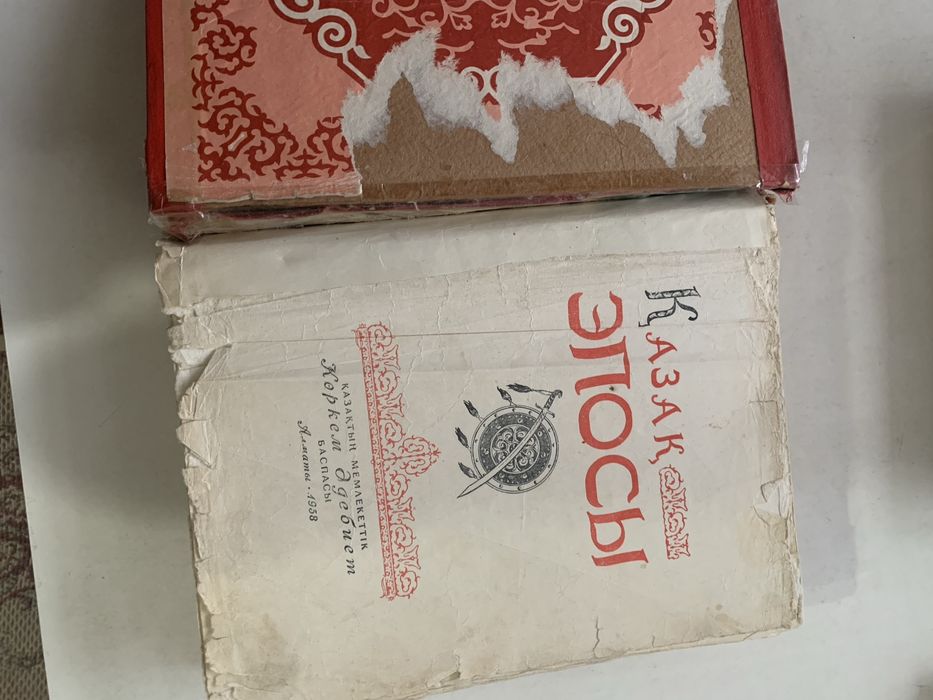 ҚАЗАҚ
ЭПОСЫ
ҚАЗАҚТЫҢ МЕМЛЕКЕТТІК
Көркем әдебиет
БАСПАСЫ
Алматы • 1958